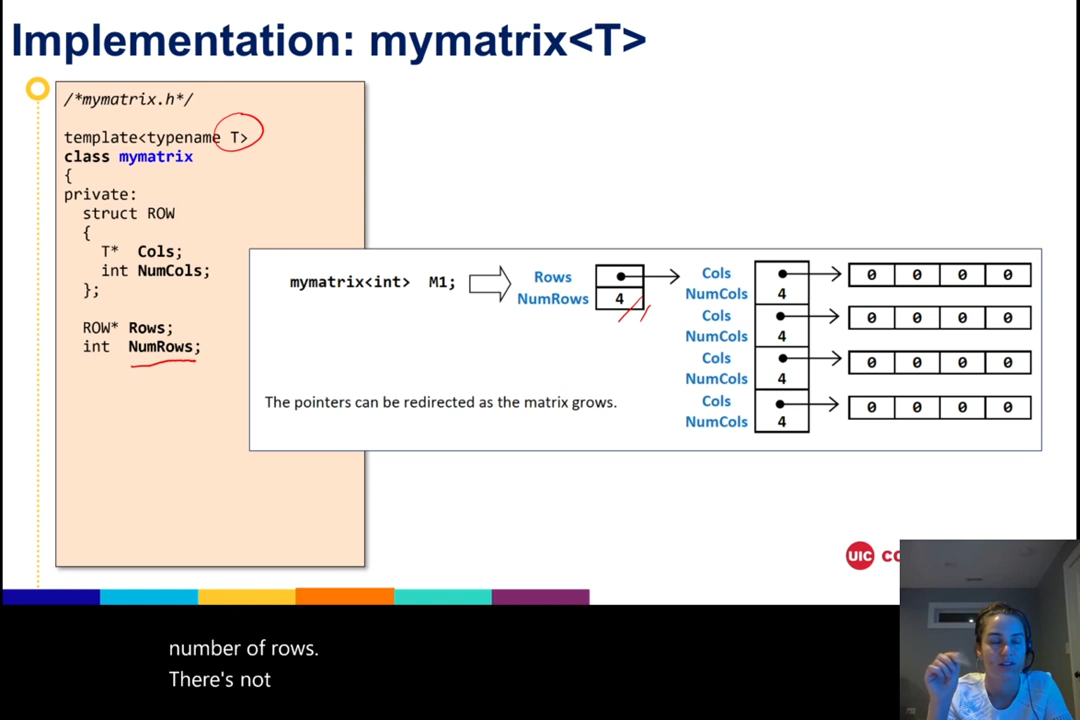 Implementation: mymatrix<T>
/*mymatrix.h*/
template<typename T>
class mymatrix
{
private:
struct ROW
{
T* Cols;
int NumCols;
};
ROW* Rows;
int NumRows;
mymatrix<int> M1;
Rows
NumRows 4
Cols 0 0 0 0
NumCols 4
Cols 0 0 0 0
NumCols 4
Cols 0 0 0 0
NumCols 4
Cols 0 0 0 0
NumCols 4
The pointers can be redirected as the matrix grows.
UIC
number of rows.
There's not